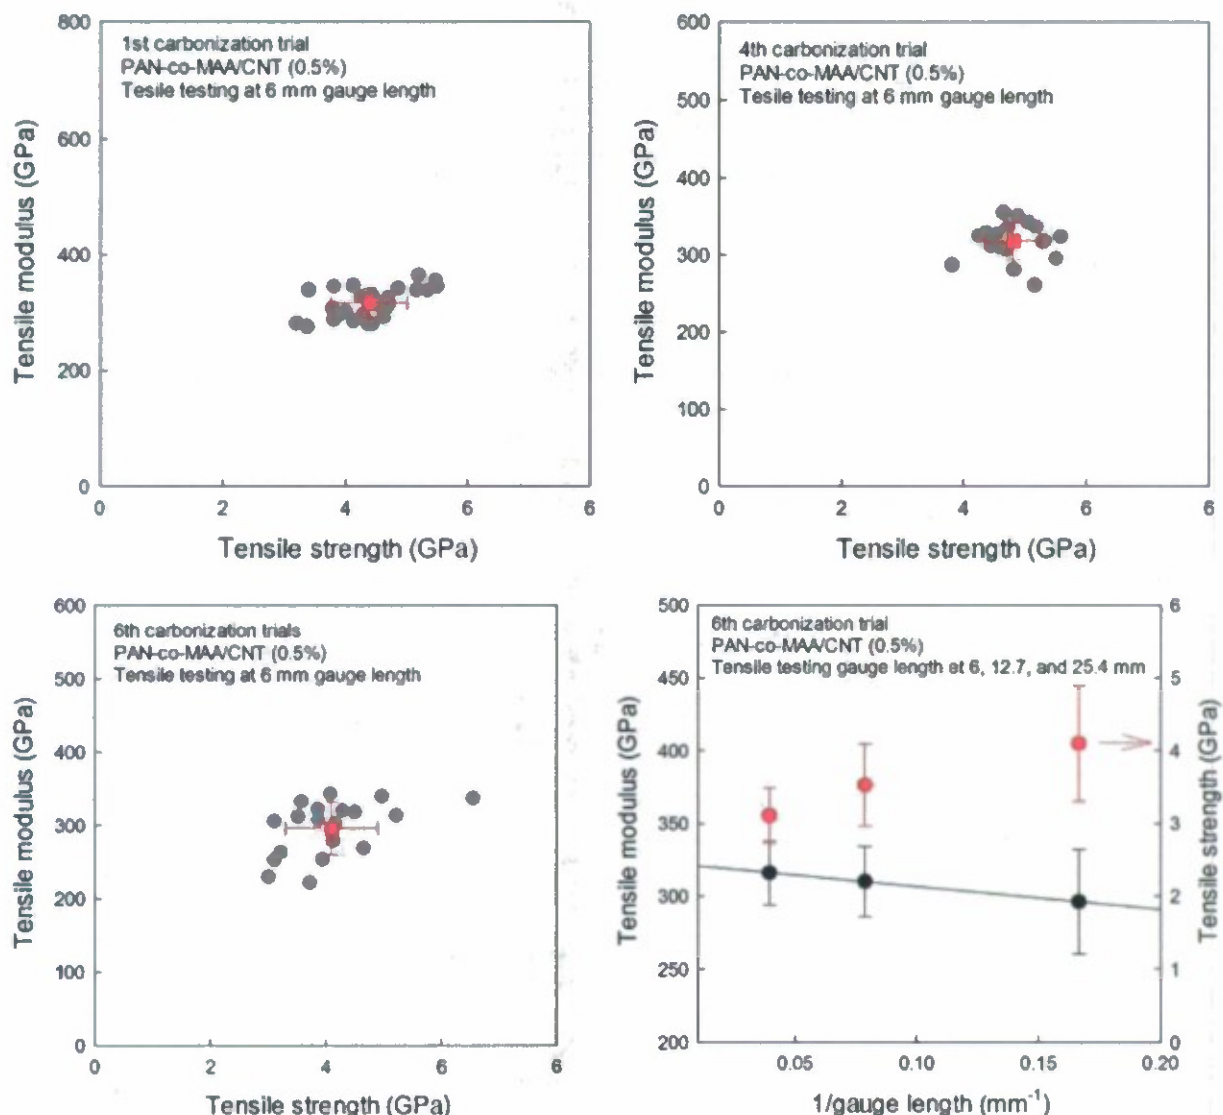 1st carbonization trial
PAN-co-MAA/CNT (0.5%)
Tesile testing at 6 mm gauge length
800
600
400
200
0
0 2 4 6 8
Tensile modulus (GPa)
Tensile strength (GPa)
4th carbonization trial
PAN-co-MAA/CNT (0.5%)
Tesile testing at 6 mm gauge length
600
500
400
300
200
100
0
0 2 4 6 8
Tensile modulus (GPa)
Tensile strength (GPa)
6th carbonization trials
PAN-co-MAA/CNT (0.5%)
Tensile testing at 6 mm gauge length
600
500
400
300
200
100
0
0 2 4 6 6
Tensile modulus (GPa)
Tensile strength (GPa)
6th carbonization trial
PAN-co-MAA/CNT (0.5%)
Tensile testing gauge length et 6, 12.7, and 25.4 mm
500
450
400
350
300
250
200
6
5
4
3
2
1
0
0.05 0.10 0.15 0.20
Tensile modulus (GPa)
Tensile strength (GPa)
1/gauge length (mm⁻¹)